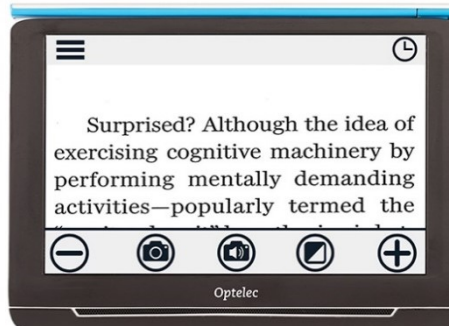 Surprised? Although the idea of
exercising cognitive machinery by
performing mentally demanding
activities—popularly termed the
Optelec